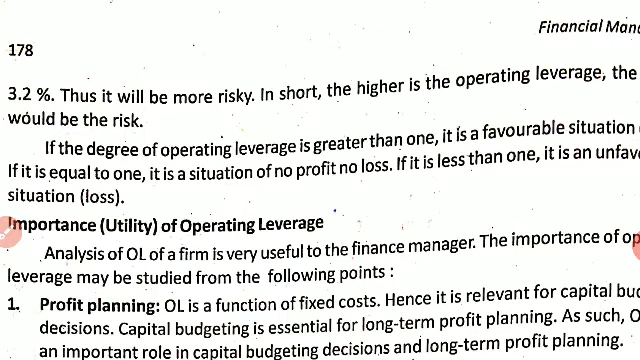 Financial
178
3.2 %. Thus it will be more risky. In short, the higher is the operating leverage, the
would be the risk.
If the degree of operating leverage is greater than one, it is a favourable situation
If it is equal to one, it is a situation of no profit no loss. If it is less than one, it is an
situation (loss).
Importance (Utility) of Operating Leverage
Analysis of OL of a firm is very useful to the finance manager. The importance of
leverage may be studied from the following points :
1. Profit planning: OL is a function of fixed costs. Hence it is relevant for capital
decisions. Capital budgeting is essential for long-term profit planning. As such,
an important role in capital budgeting decisions and long-term profit planning.